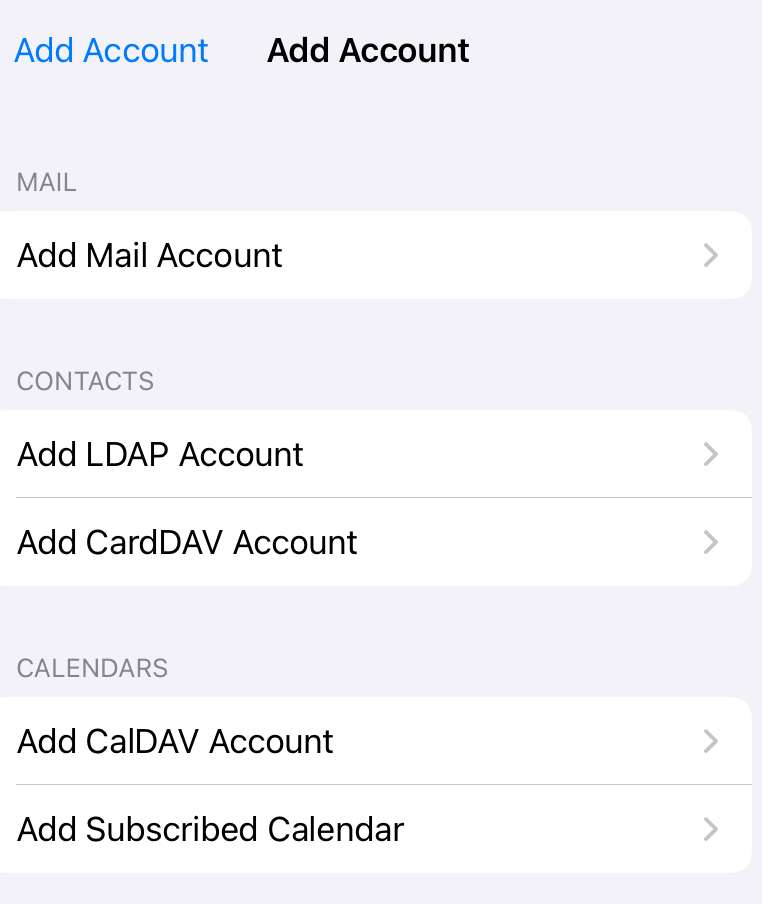 Add Account Add Account
MAIL
Add Mail Account
CONTACTS
Add LDAP Account
Add CardDAV Account
CALENDARS
Add CalDAV Account
Add Subscribed Calendar